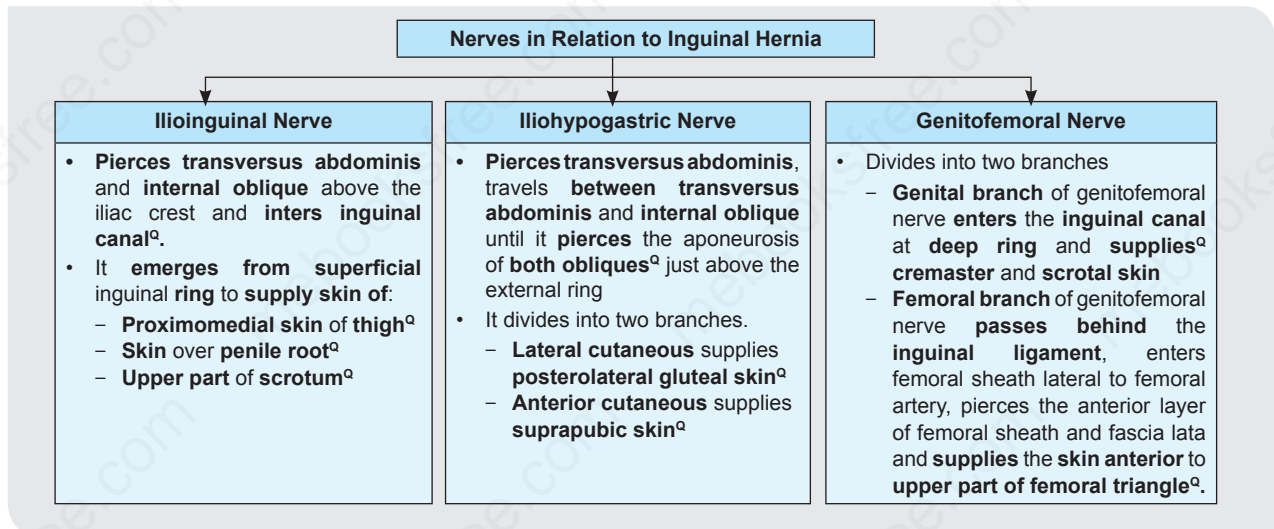 Nerves in Relation to Inguinal Hernia
Ilioinguinal Nerve
• Pierces transversus abdominis
and internal oblique above the
iliac crest and inters inguinal
canalQ.
• It emerges from superficial
inguinal ring to supply skin of:
– Proximomedial skin of thighQ
– Skin over penile rootQ
– Upper part of scrotumQ
Iliohypogastric Nerve
• Pierces transversus abdominis,
travels between transversus
abdominis and internal oblique
until it pierces the aponeurosis
of both obliquesQ just above the
external ring
• It divides into two branches.
– Lateral cutaneous supplies
posterolateral gluteal skinQ
– Anterior cutaneous supplies
suprapubic skinQ
Genitofemoral Nerve
• Divides into two branches
– Genital branch of genitofemoral
nerve enters the inguinal canal
at deep ring and suppliesQ
cremaster and scrotal skin
– Femoral branch of genitofemoral
nerve passes behind the
inguinal ligament, enters
femoral sheath lateral to femoral
artery, pierces the anterior layer
of femoral sheath and fascia lata
and supplies the skin anterior to
upper part of femoral triangleQ.